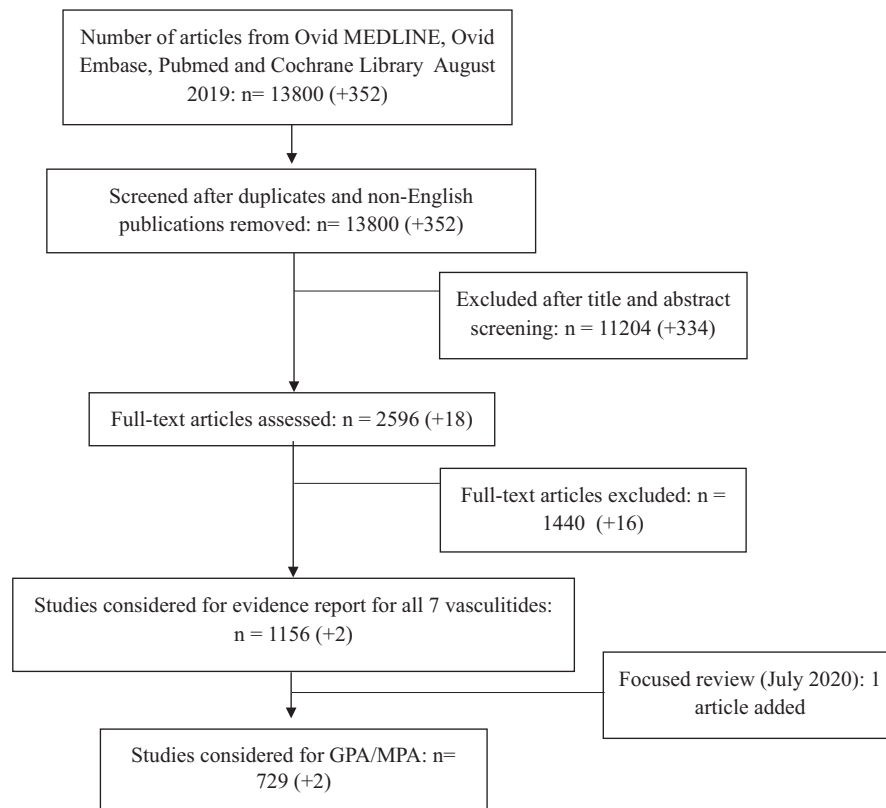 Number of articles from Ovid MEDLINE, Ovid
Embase, Pubmed and Cochrane Library August
2019: n= 13800 (+352)
Screened after duplicates and non-English
publications removed: n= 13800 (+352)
Excluded after title and abstract
screening: n = 11204 (+334)
Full-text articles assessed: n = 2596 (+18)
Full-text articles excluded: n =
1440 (+16)
Studies considered for evidence report for all 7 vasculitides:
n = 1156 (+2)
Focused review (July 2020): 1
article added
Studies considered for GPA/MPA: n=
729 (+2)